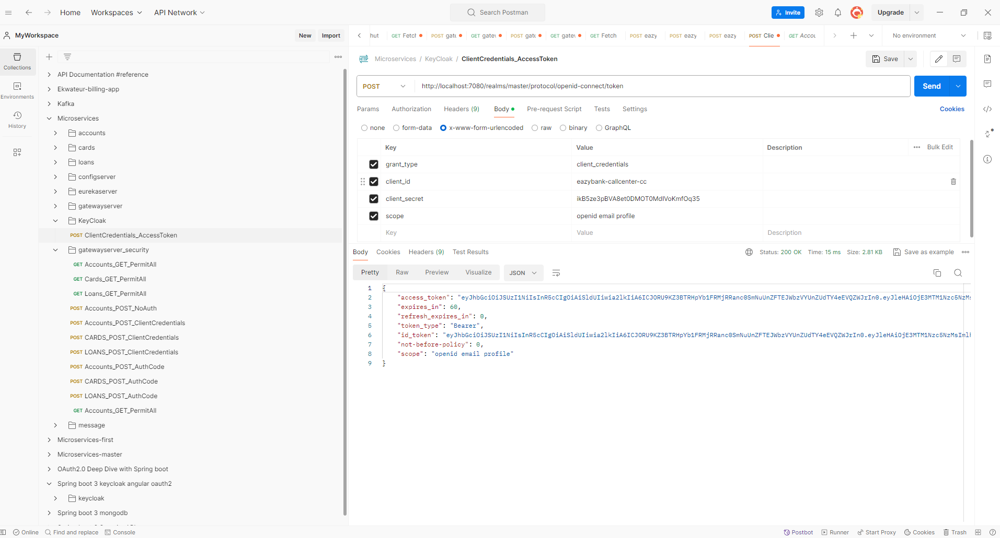 Home Workspaces API Network Search Postman Invite Upgrade
MyWorkspace New Import
hut GET Fetch POST gate GET gatev POST gate GET gatev GET Fetch POST eazy POST eazy POST eazy POST Clie GET Accou No environment
Collections
Environments
History
API Documentation #reference
Ekwateur-billing-app
Kafka
Microservices
accounts
cards
loans
configserver
eurekaserver
gatewayserver
KeyCloak
POST ClientCredentials_AccessToken
gatewayserver_security
GET Accounts_GET_PermitAll
GET Cards_GET_PermitAll
GET Loans_GET_PermitAll
POST Accounts_POST_NoAuth
POST Accounts_POST_ClientCredentials
POST CARDS_POST_ClientCredentials
POST LOANS_POST_ClientCredentials
POST Accounts_POST_AuthCode
POST CARDS_POST_AuthCode
POST LOANS_POST_AuthCode
GET Accounts_GET_PermitAll
message
Microservices-first
Microservices-master
OAuth2.0 Deep Dive with Spring boot
Spring boot 3 keycloak angular oauth2
keycloak
Spring boot 3 mongodb
HTTP Microservices / KeyCloak / ClientCredentials_AccessToken Save
POST http://localhost:7080/realms/master/protocol/openid-connect/token Send
Params Authorization Headers (9) Body Pre-request Script Tests Settings Cookies
none form-data x-www-form-urlencoded raw binary GraphQL
Key Value Description Bulk Edit
grant_type client_credentials
client_id eazybank-callcenter-cc
client_secret ikB5ze3pBVA8et0DMOT0MdIVoKmfOq35
scope openid email profile
Key Value Description
Body Cookies Headers (9) Test Results Status: 200 OK Time: 15 ms Size: 2.81 KB Save as example
Pretty Raw Preview Visualize JSON
1 {
2 "access_token": "eyJhbGciOiJSUzI1NiIsInR5cCIgOiAiSldUIiwia2lkIiA6ICJORU9KZ3BTRHpYb1FRMjRRanc0SmNuUnZFTEJWbzVYUnZUdTY4eEVQZWJrIn0.eyJleHAiOjE3MTM1Nzc5NzMs
3 "expires_in": 60,
4 "refresh_expires_in": 0,
5 "token_type": "Bearer",
6 "id_token": "eyJhbGciOiJSUzI1NiIsInR5cCIgOiAiSldUIiwia2lkIiA6ICJORU9KZ3BTRHpYb1FRMjRRanc0SmNuUnZFTEJWbzVYUnZUdTY4eEVQZWJrIn0.eyJleHAiOjE3MTM1Nzc5NzMsImlh
7 "not-before-policy": 0,
8 "scope": "openid email profile"
9 }
Online Find and replace Console Postbot Runner Start Proxy Cookies Trash